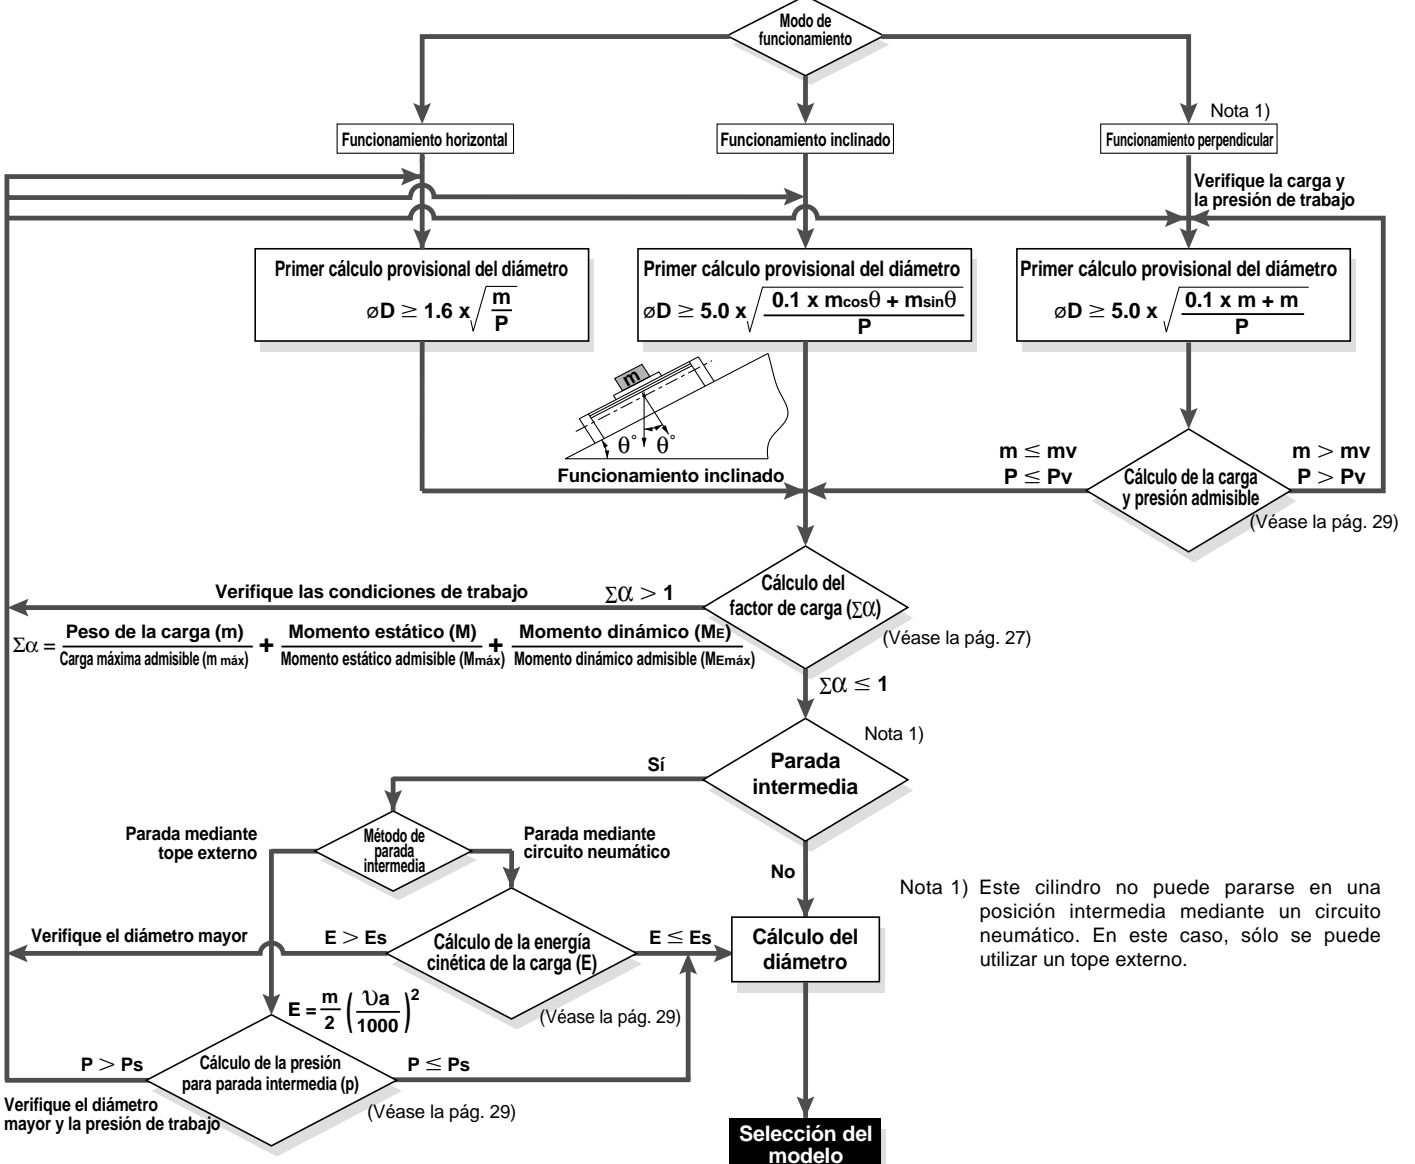 Modo de
funcionamiento
Nota 1)
Funcionamiento horizontal
Funcionamiento inclinado
Funcionamiento perpendicular
Verifique la carga y
la presión de trabajo
Primer cálculo provisional del diámetro
øD ≥ 1.6 x √(m/P)
Primer cálculo provisional del diámetro
øD ≥ 5.0 x √((0.1 x mcosθ + msinθ)/P)
Primer cálculo provisional del diámetro
øD ≥ 5.0 x √((0.1 x m + m)/P)
m
θ° θ°
Funcionamiento inclinado
m ≤ mv
P ≤ Pv
Cálculo de la carga
y presión admisible
m > mv
P > Pv
(Véase la pág. 29)
Verifique las condiciones de trabajo
Σα > 1
Cálculo del
factor de carga (Σα)
(Véase la pág. 27)
Σα = Peso de la carga (m) / Carga máxima admisible (m máx) + Momento estático (M) / Momento estático admisible (Mmáx) + Momento dinámico (ME) / Momento dinámico admisible (MEmáx)
Σα ≤ 1
Nota 1)
Parada
intermedia
Sí
No
Método de
parada
intermedia
Parada mediante
tope externo
Parada mediante
circuito neumático
Verifique el diámetro mayor
E > Es
Cálculo de la energía
cinética de la carga (E)
E ≤ Es
Cálculo del
diámetro
E = m/2 (υa/1000)²
(Véase la pág. 29)
P > Ps
Cálculo de la presión
para parada intermedia (p)
P ≤ Ps
(Véase la pág. 29)
Verifique el diámetro
mayor y la presión de trabajo
Nota 1) Este cilindro no puede pararse en una
posición intermedia mediante un circuito
neumático. En este caso, sólo se puede
utilizar un tope externo.
Selección del
modelo